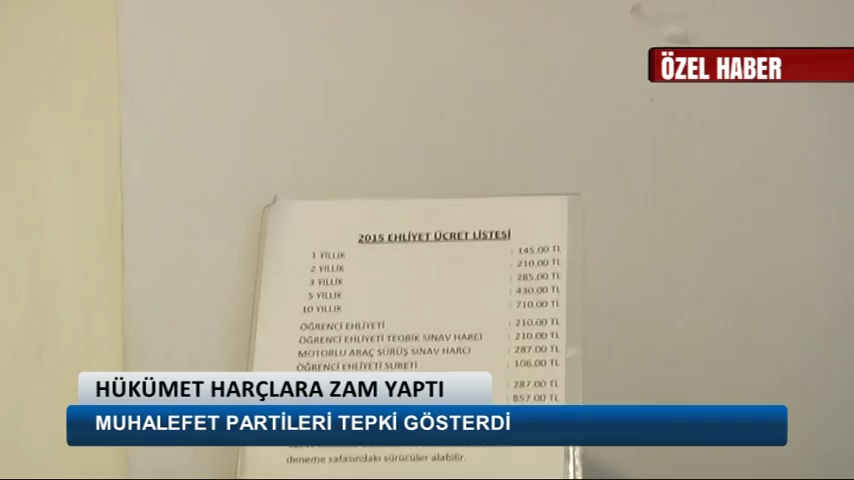 ÖZEL HABER
2015 EHLİYET ÜCRET LİSTESİ
1 YILLIK : 145.00 TL
2 YILLIK : 210.00 TL
3 YILLIK : 285.00 TL
5 YILLIK : 430.00 TL
10 YILLIK : 710.00 TL
ÖĞRENCİ EHLİYETİ : 210.00 TL
ÖĞRENCİ EHLİYETİ TEORİK SINAV HARCI : 210.00 TL
MOTORLU ARAÇ SÜRÜŞ SINAV HARCI : 287.00 TL
ÖĞRENCİ EHLİYETİ SURETİ : 106.00 TL
: 287.00 TL
: 857.00 TL
HÜKÜMET HARÇLARA ZAM YAPTI
MUHALEFET PARTİLERİ TEPKİ GÖSTERDİ
deneme safasındaki sürücüler alabilir.